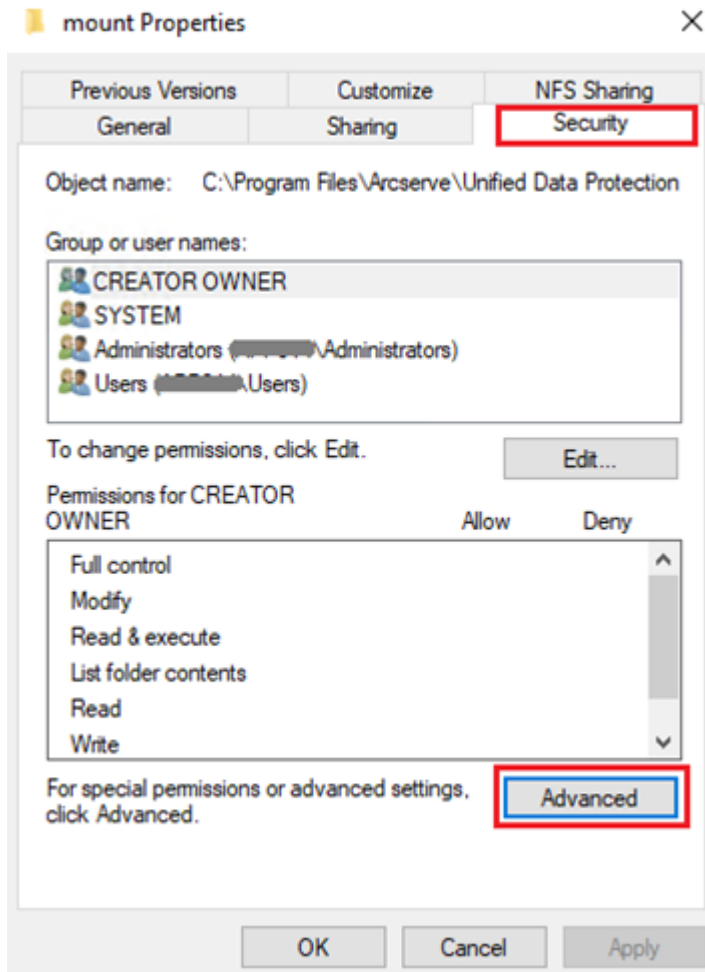 mount Properties
Previous Versions Customize NFS Sharing
General Sharing Security
Object name: C:\Program Files\Arcserve\Unified Data Protection
Group or user names:
CREATOR OWNER
SYSTEM
Administrators ( \Administrators)
Users ( \Users)
To change permissions, click Edit.
Edit...
Permissions for CREATOR
OWNER Allow Deny
Full control
Modify
Read & execute
List folder contents
Read
Write
For special permissions or advanced settings,
click Advanced.
Advanced
OK Cancel Apply